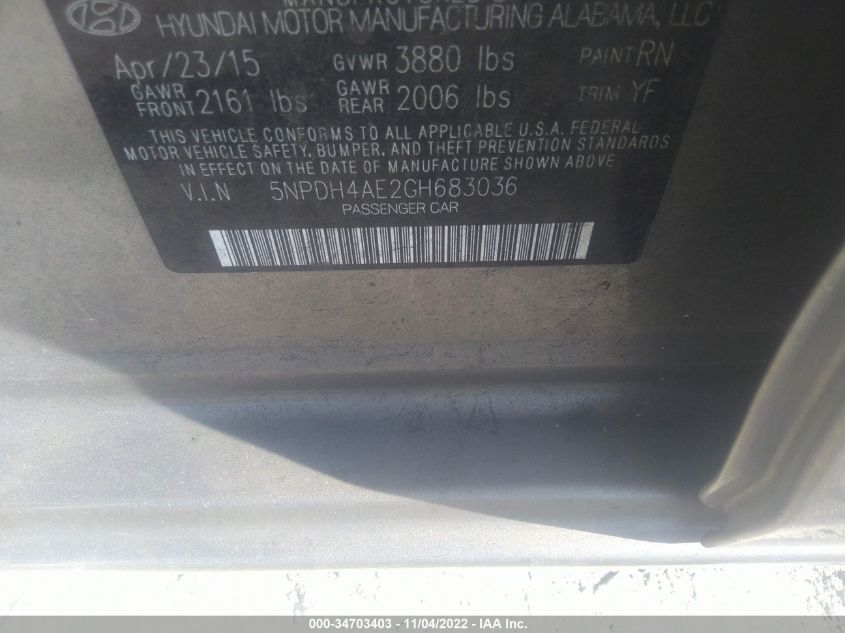 MANUFACTURED
HYUNDAI MOTOR MANUFACTURING ALABAMA, LLC
Apr/23/15 GVWR 3880 lbs PAINT RN
GAWR FRONT 2161 lbs GAWR REAR 2006 lbs TRIM YF
THIS VEHICLE CONFORMS TO ALL APPLICABLE U.S.A. FEDERAL
MOTOR VEHICLE SAFETY, BUMPER, AND THEFT PREVENTION STANDARDS
IN EFFECT ON THE DATE OF MANUFACTURE SHOWN ABOVE
V.I.N 5NPDH4AE2GH683036
PASSENGER CAR
000-34703403 - 11/04/2022 - IAA Inc.